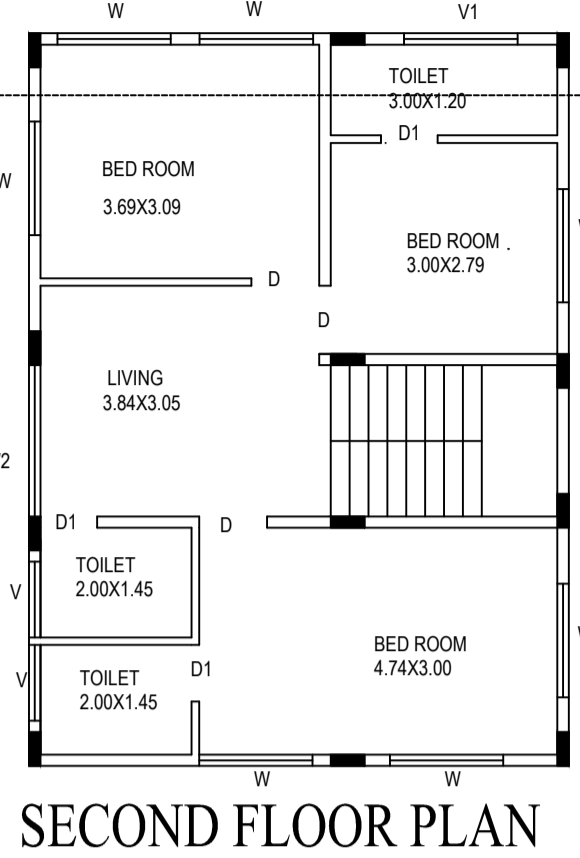 W
W
V1
TOILET
3.00X1.20
D1
W
BED ROOM
3.69X3.09
BED ROOM .
3.00X2.79
D
D
LIVING
3.84X3.05
D1
D
TOILET
2.00X1.45
V
BED ROOM
4.74X3.00
D1
TOILET
2.00X1.45
V
W
W
SECOND FLOOR PLAN